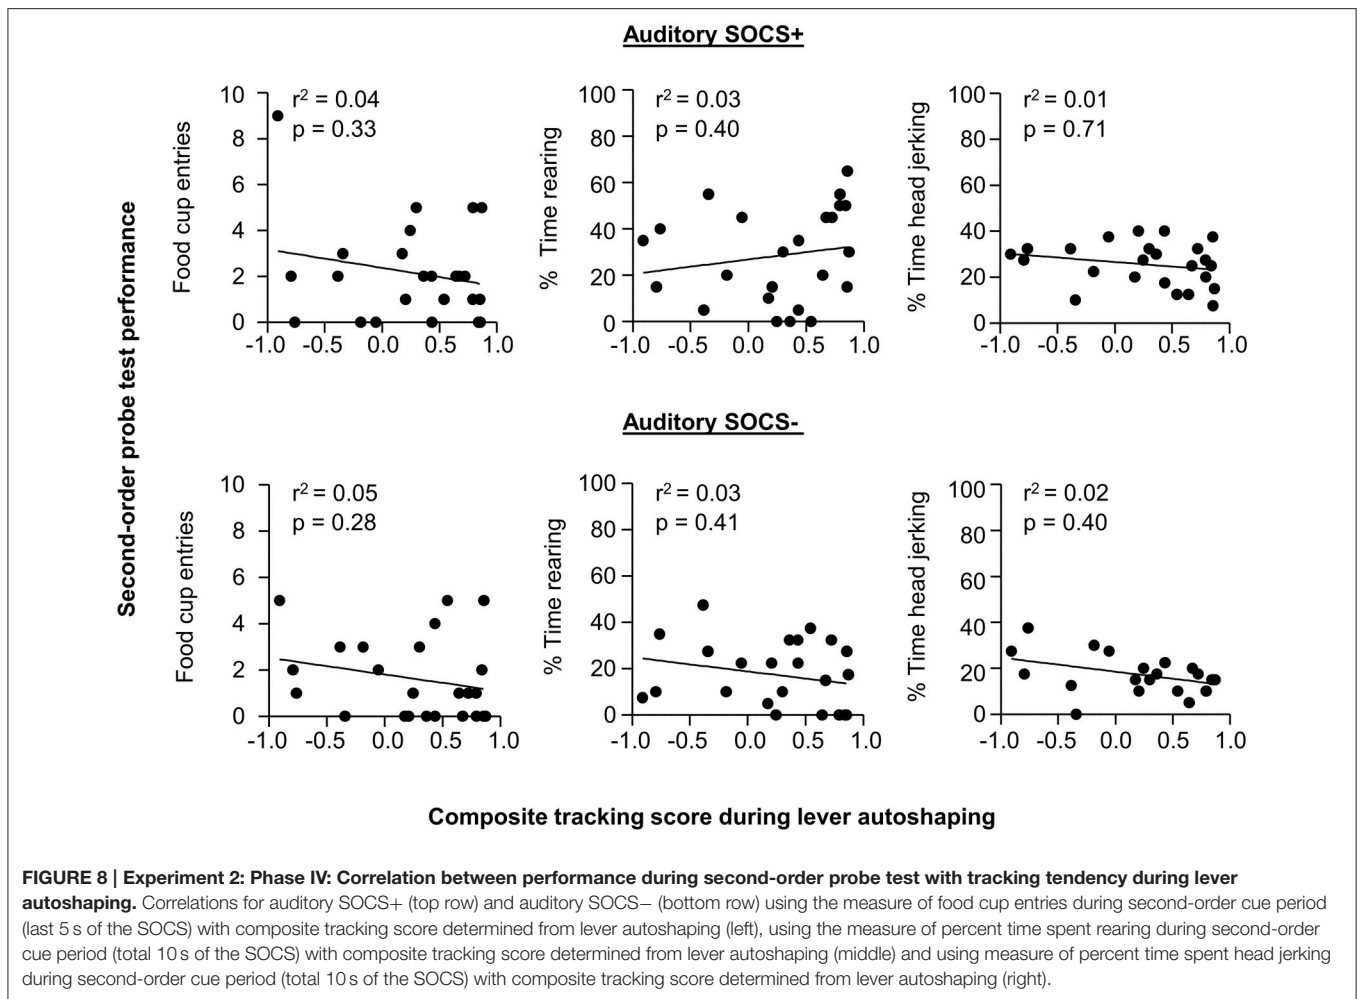 Auditory SOCS+
Second-order probe test performance
Food cup entries
10
8
6
4
2
0
r² = 0.04
p = 0.33
-1.0 -0.5 0.0 0.5 1.0
% Time rearing
100
80
60
40
20
0
r² = 0.03
p = 0.40
-1.0 -0.5 0.0 0.5 1.0
% Time head jerking
100
80
60
40
20
0
r² = 0.01
p = 0.71
-1.0 -0.5 0.0 0.5 1.0
Auditory SOCS-
Food cup entries
10
8
6
4
2
0
r² = 0.05
p = 0.28
-1.0 -0.5 0.0 0.5 1.0
% Time rearing
100
80
60
40
20
0
r² = 0.03
p = 0.41
-1.0 -0.5 0.0 0.5 1.0
% Time head jerking
100
80
60
40
20
0
r² = 0.02
p = 0.40
-1.0 -0.5 0.0 0.5 1.0
Composite tracking score during lever autoshaping
FIGURE 8 | Experiment 2: Phase IV: Correlation between performance during second-order probe test with tracking tendency during lever
autoshaping. Correlations for auditory SOCS+ (top row) and auditory SOCS− (bottom row) using the measure of food cup entries during second-order cue period
(last 5 s of the SOCS) with composite tracking score determined from lever autoshaping (left), using the measure of percent time spent rearing during second-order
cue period (total 10 s of the SOCS) with composite tracking score determined from lever autoshaping (middle) and using measure of percent time spent head jerking
during second-order cue period (total 10 s of the SOCS) with composite tracking score determined from lever autoshaping (right).